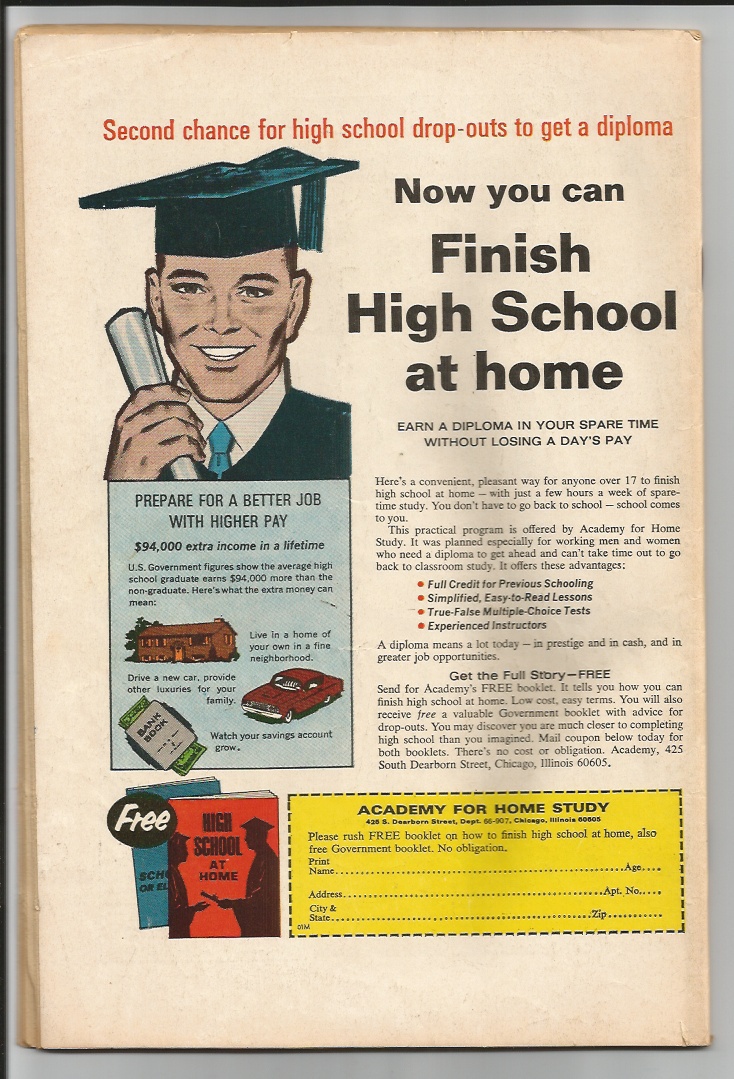 Second chance for high school drop-outs to get a diploma
Now you can
Finish
High School
at home
EARN A DIPLOMA IN YOUR SPARE TIME
WITHOUT LOSING A DAY'S PAY
Here's a convenient, pleasant way for anyone over 17 to finish
high school at home — with just a few hours a week of spare-
time study. You don't have to go back to school — school comes
to you.
This practical program is offered by Academy for Home
Study. It was planned especially for working men and women
who need a diploma to get ahead and can't take time out to go
back to classroom study. It offers these advantages:
• Full Credit for Previous Schooling
• Simplified, Easy-to-Read Lessons
• True-False Multiple-Choice Tests
• Experienced Instructors
A diploma means a lot today — in prestige and in cash, and in
greater job opportunities.
Get the Full Story—FREE
Send for Academy's FREE booklet. It tells you how you can
finish high school at home. Low cost, easy terms. You will also
receive free a valuable Government booklet with advice for
drop-outs. You may discover you are much closer to completing
high school than you imagined. Mail coupon below today for
both booklets. There's no cost or obligation. Academy, 425
South Dearborn Street, Chicago, Illinois 60605.
PREPARE FOR A BETTER JOB
WITH HIGHER PAY
$94,000 extra income in a lifetime
U.S. Government figures show the average high
school graduate earns $94,000 more than the
non-graduate. Here's what the extra money can
mean:
Live in a home of
your own in a fine
neighborhood.
Drive a new car, provide
other luxuries for your
family.
BANK
BOOK
Watch your savings account
grow.
Free
SCHO
OR EL
HIGH
SCHOOL
AT
HOME
ACADEMY FOR HOME STUDY
425 S. Dearborn Street, Dept. 66-907, Chicago, Illinois 60605
Please rush FREE booklet on how to finish high school at home, also
free Government booklet. No obligation.
Print
Name..........Age....
Address..........Apt. No.....
City &
State..........Zip..........
01M